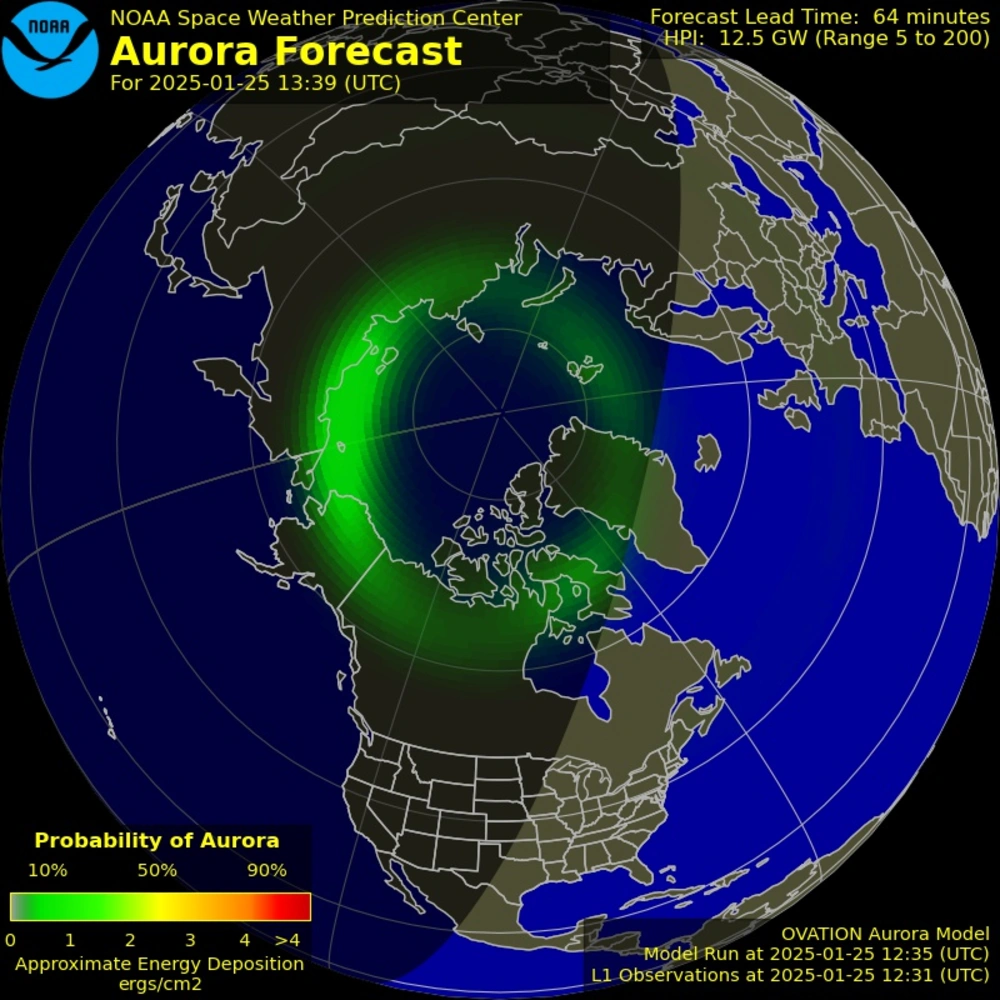 NOAA
NOAA Space Weather Prediction Center
Aurora Forecast
For 2025-01-25 13:39 (UTC)
Forecast Lead Time: 64 minutes
HPI: 12.5 GW (Range 5 to 200)
Probability of Aurora
10% 50% 90%
0 1 2 3 4 >4
Approximate Energy Deposition
ergs/cm2
OVATION Aurora Model
Model Run at 2025-01-25 12:35 (UTC)
L1 Observations at 2025-01-25 12:31 (UTC)